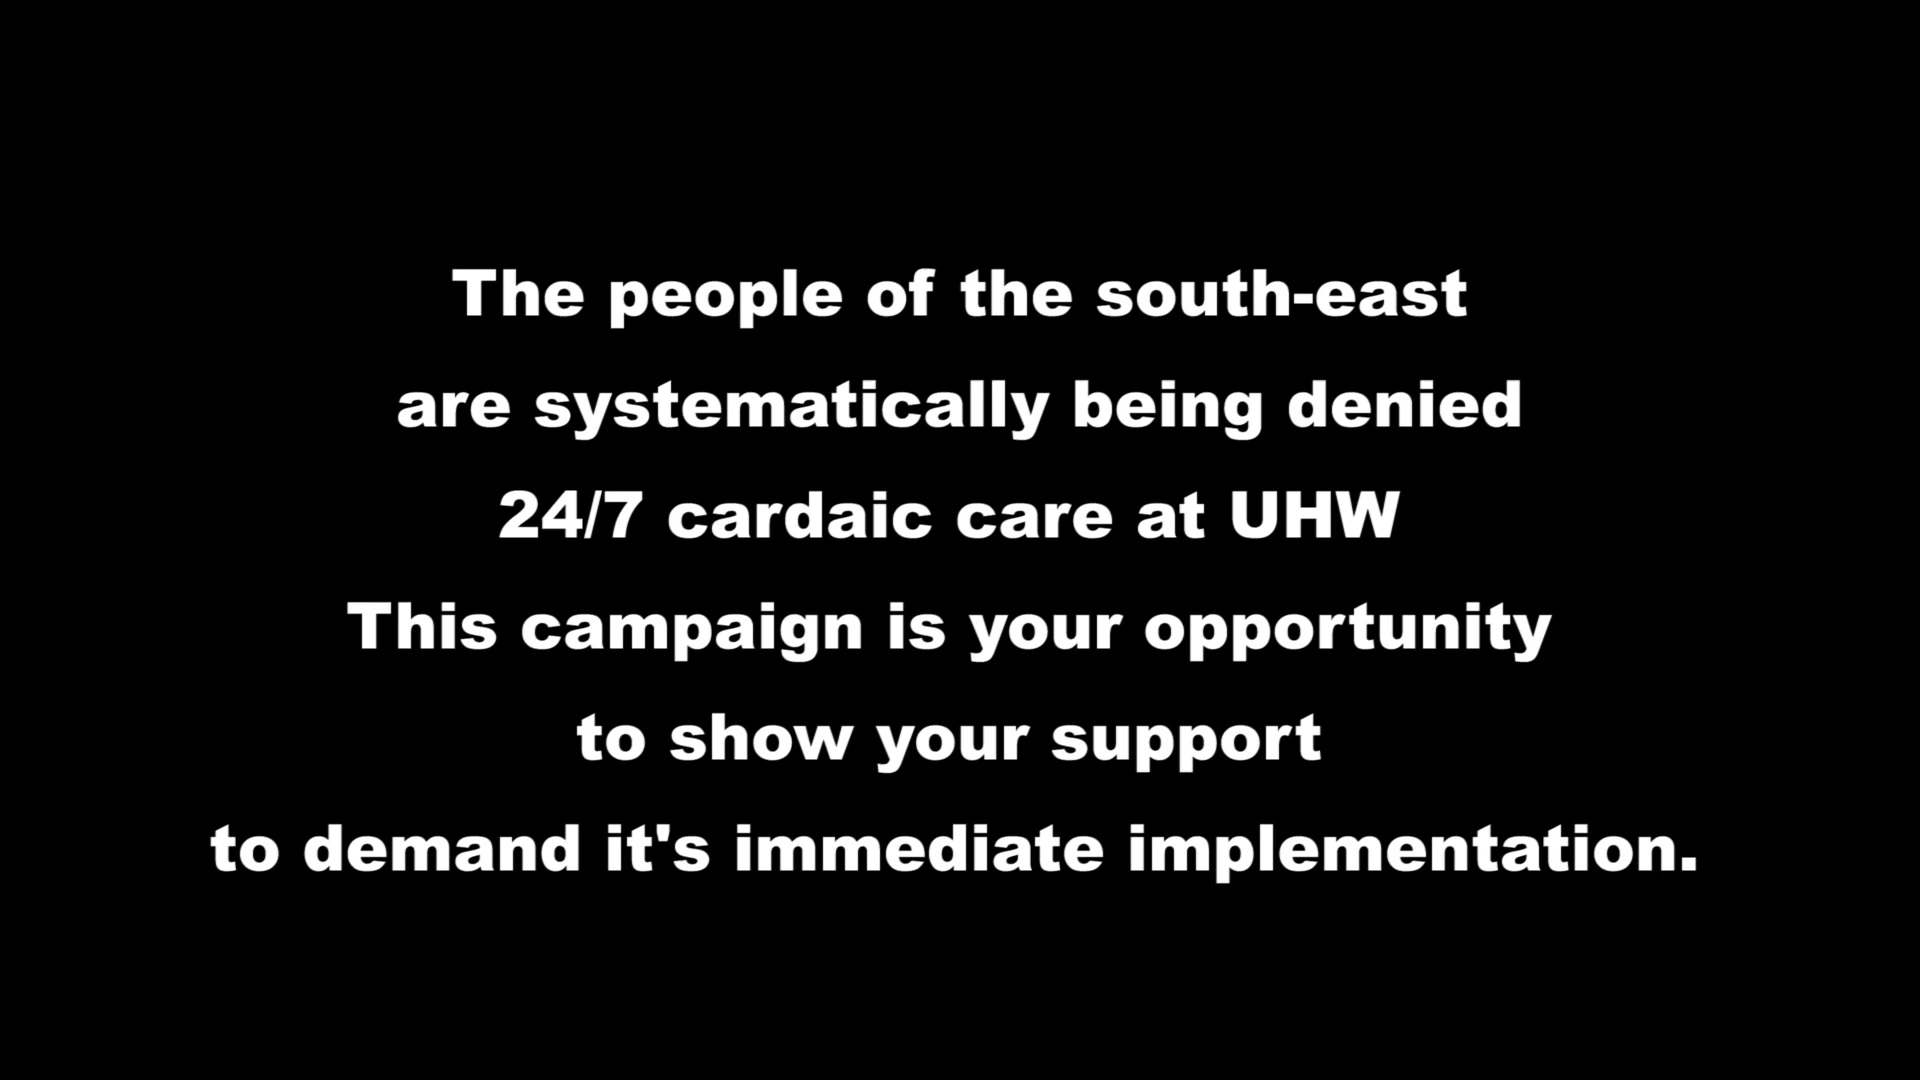 The people of the south-east
are systematically being denied
24/7 cardaic care at UHW
This campaign is your opportunity
to show your support
to demand it's immediate implementation.